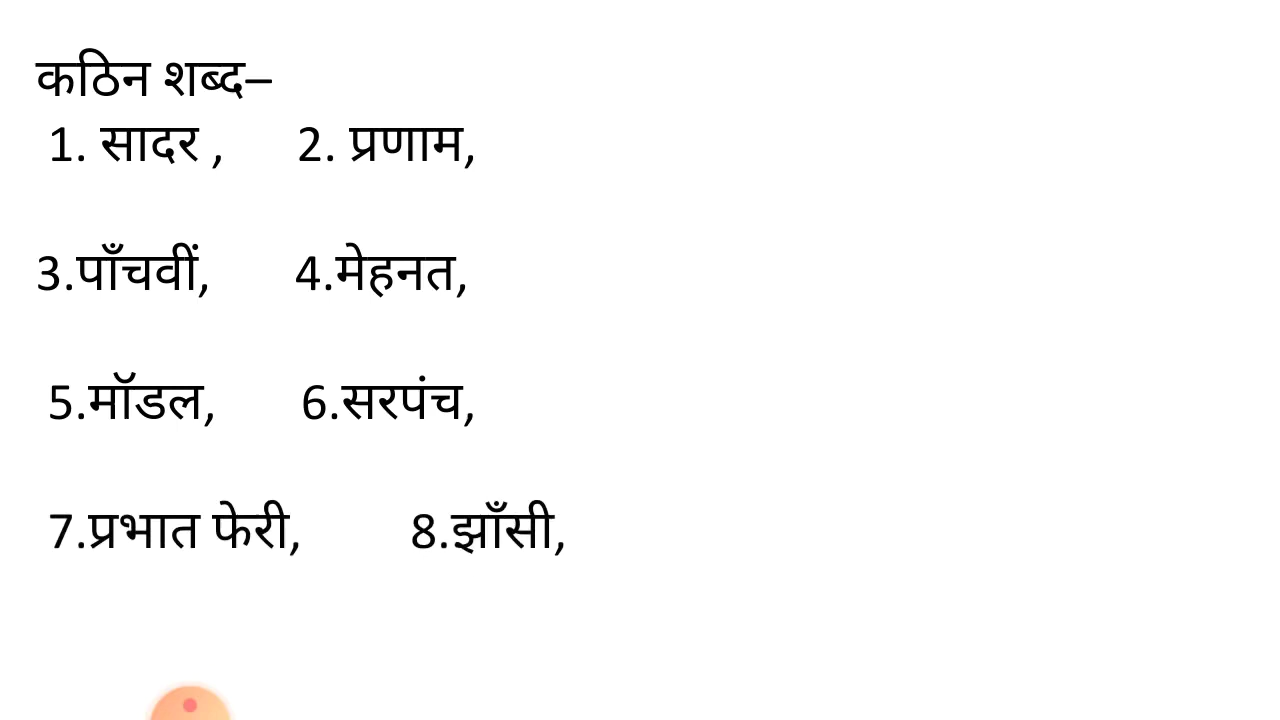 कठिन शब्द–
1. सादर , 2. प्रणाम,
3.पाँचवीं, 4.मेहनत,
5.मॉडल, 6.सरपंच,
7.प्रभात फेरी, 8.झाँसी,